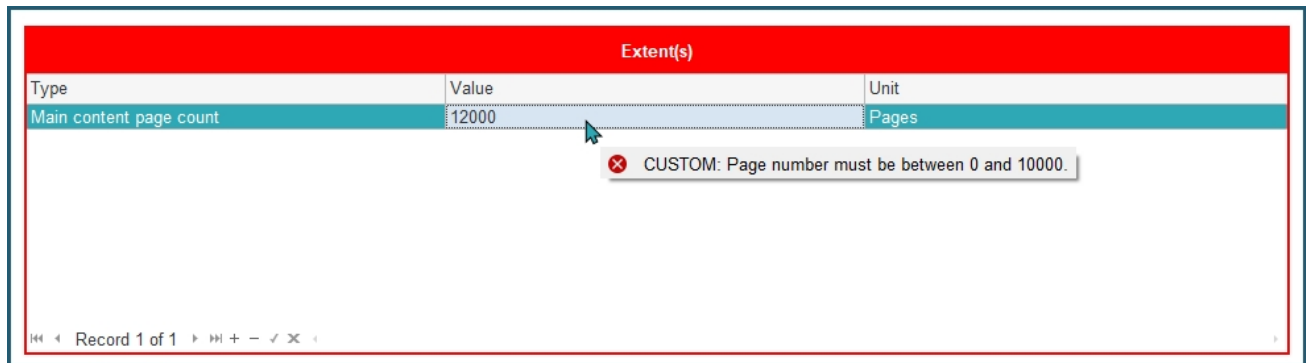 Extent(s)
Type Value Unit
Main content page count 12000 Pages
CUSTOM: Page number must be between 0 and 10000.
Record 1 of 1